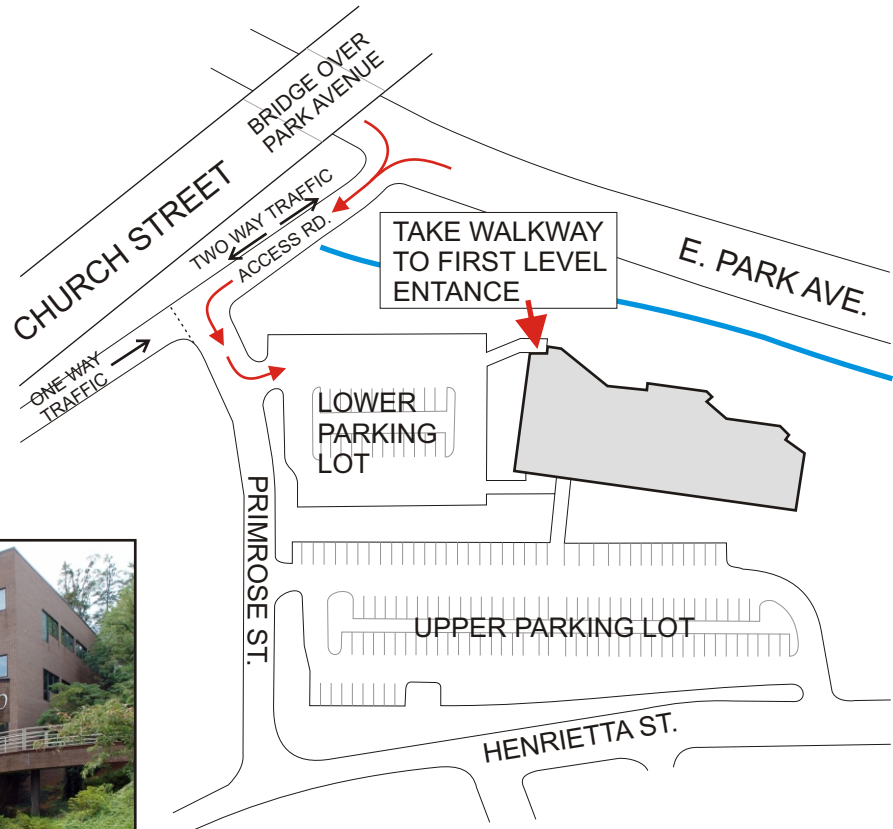 BRIDGE OVER
PARK AVENUE
CHURCH STREET
TWO WAY TRAFFIC
ACCESS RD.
TAKE WALKWAY
TO FIRST LEVEL
ENTANCE
E. PARK AVE.
ONE WAY
TRAFFIC
LOWER
PARKING
LOT
PRIMROSE ST.
UPPER PARKING LOT
HENRIETTA ST.